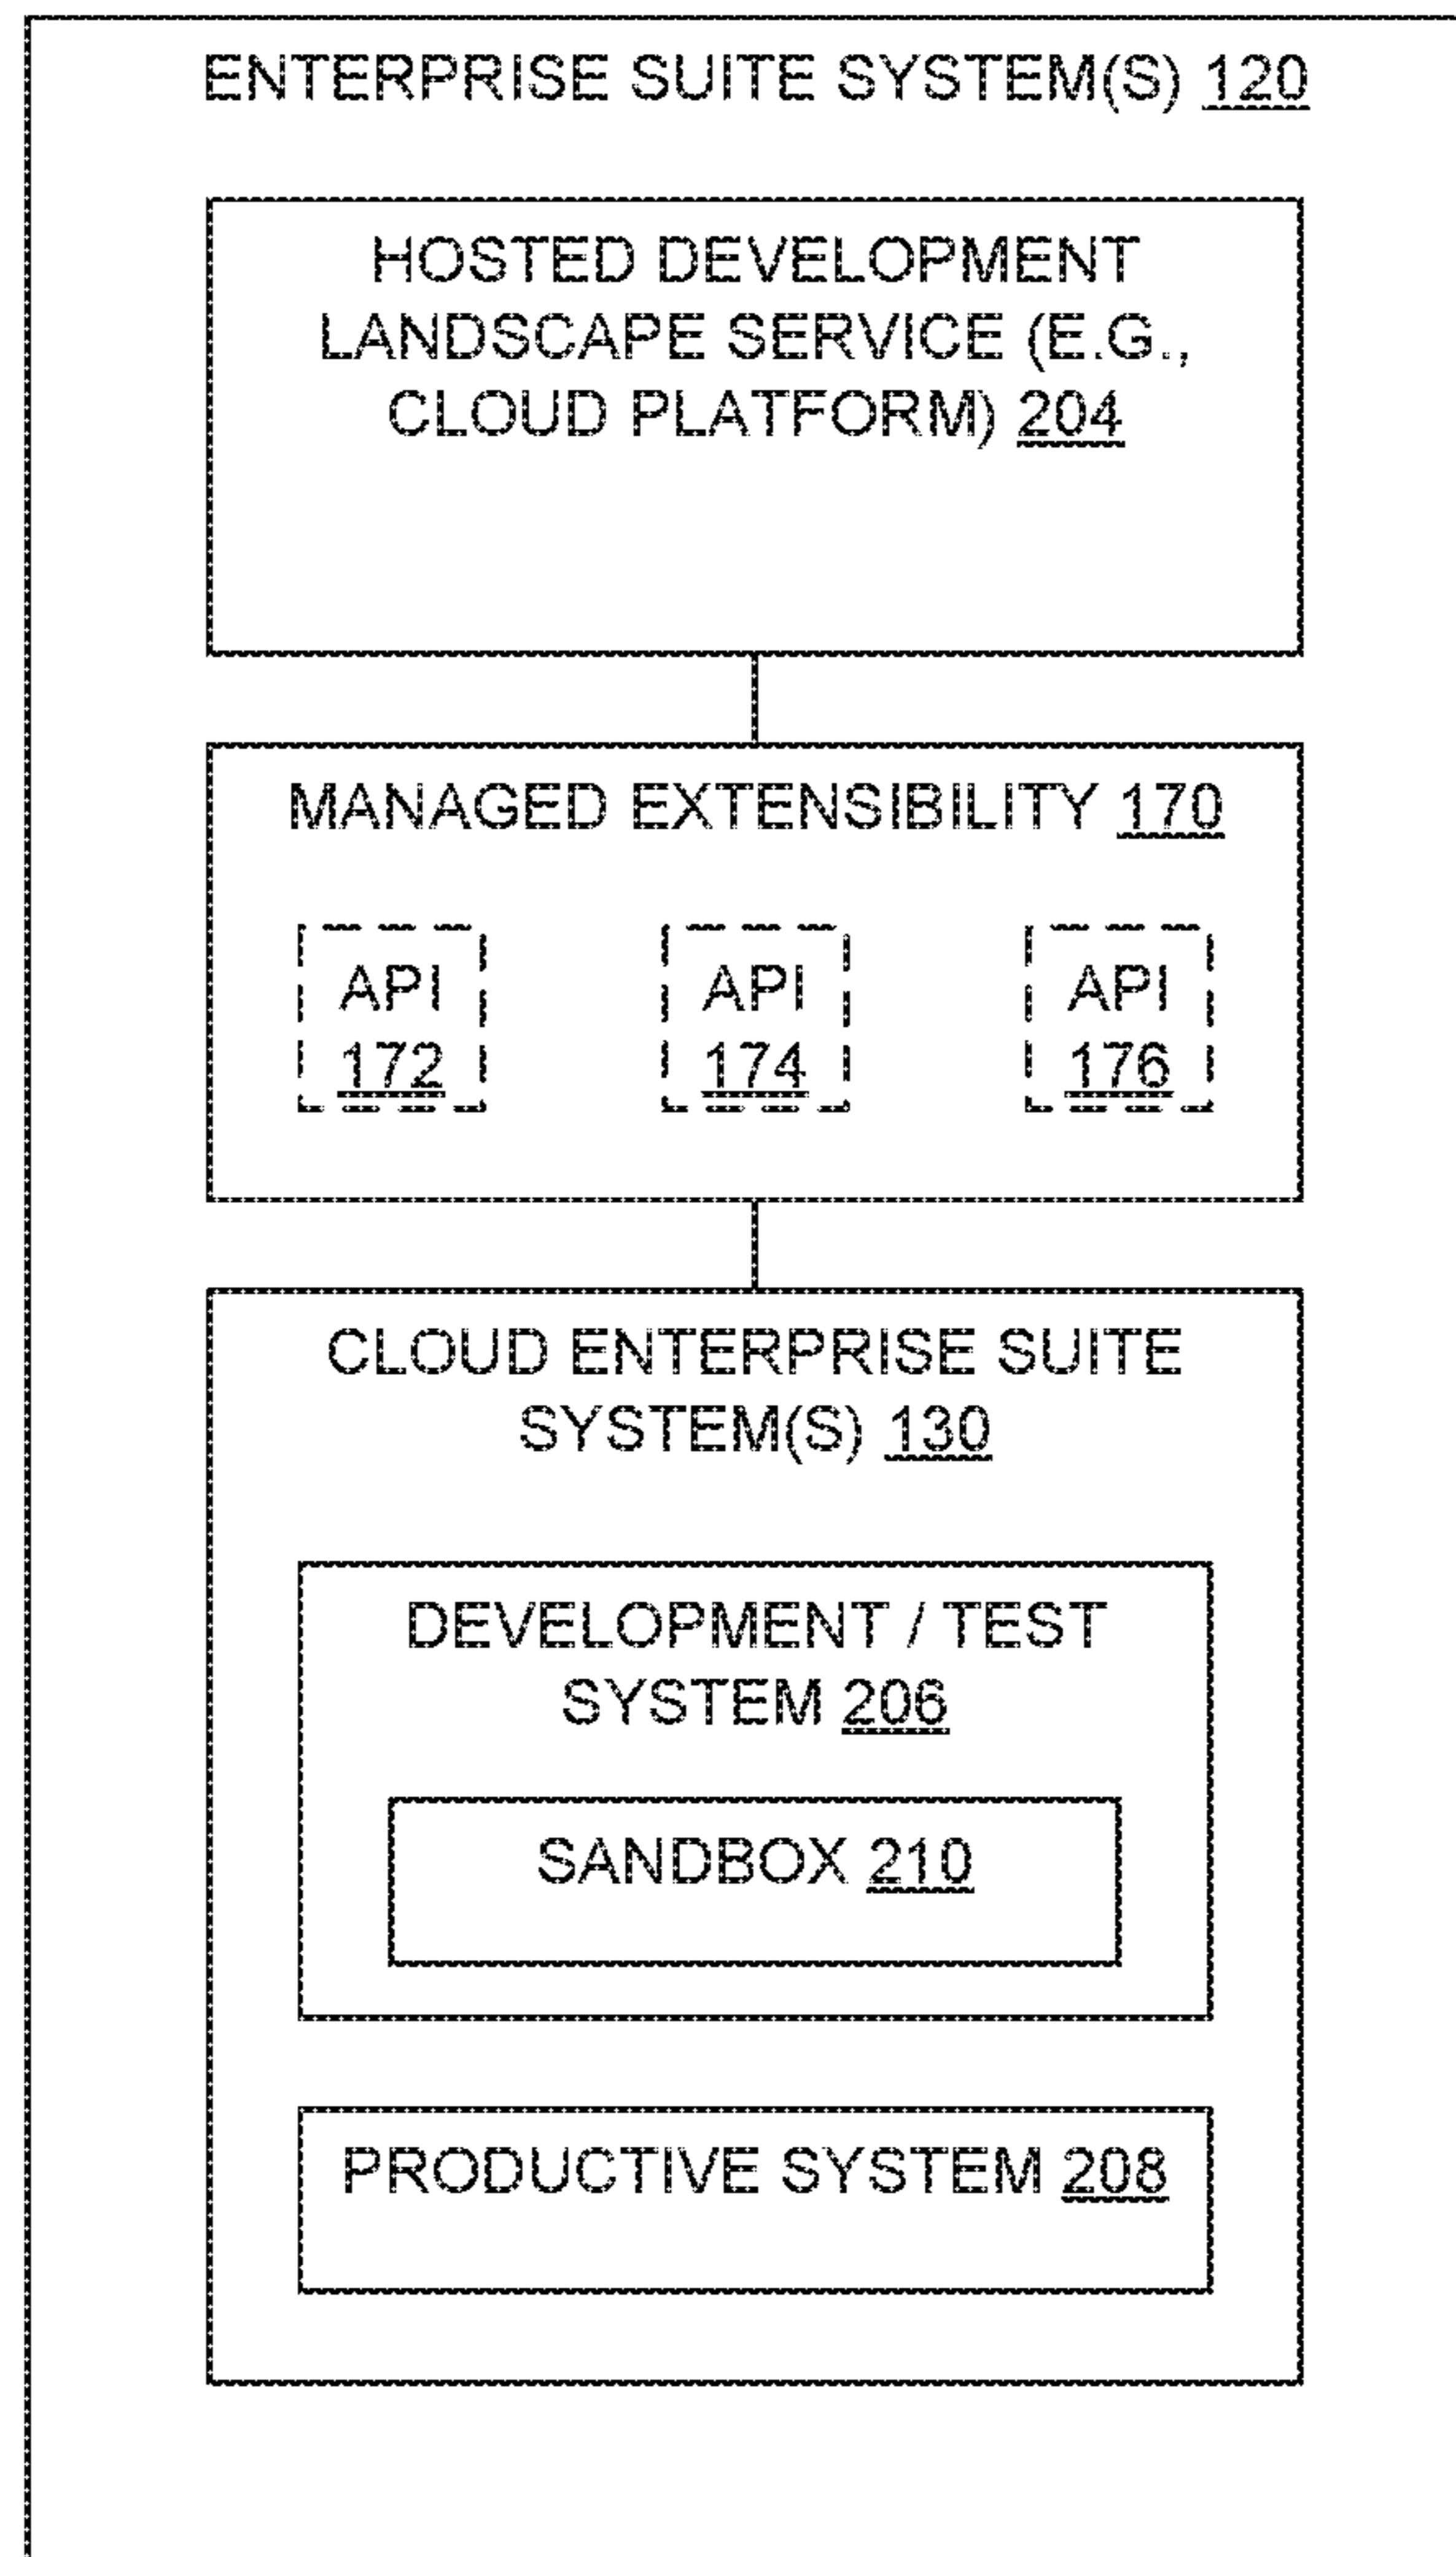 ENTERPRISE SUITE SYSTEM(S) 120
HOSTED DEVELOPMENT
LANDSCAPE SERVICE (E.G.,
CLOUD PLATFORM) 204
MANAGED EXTENSIBILITY 170
API
172
API
174
API
176
CLOUD ENTERPRISE SUITE
SYSTEM(S) 130
DEVELOPMENT / TEST
SYSTEM 206
SANDBOX 210
PRODUCTIVE SYSTEM 208